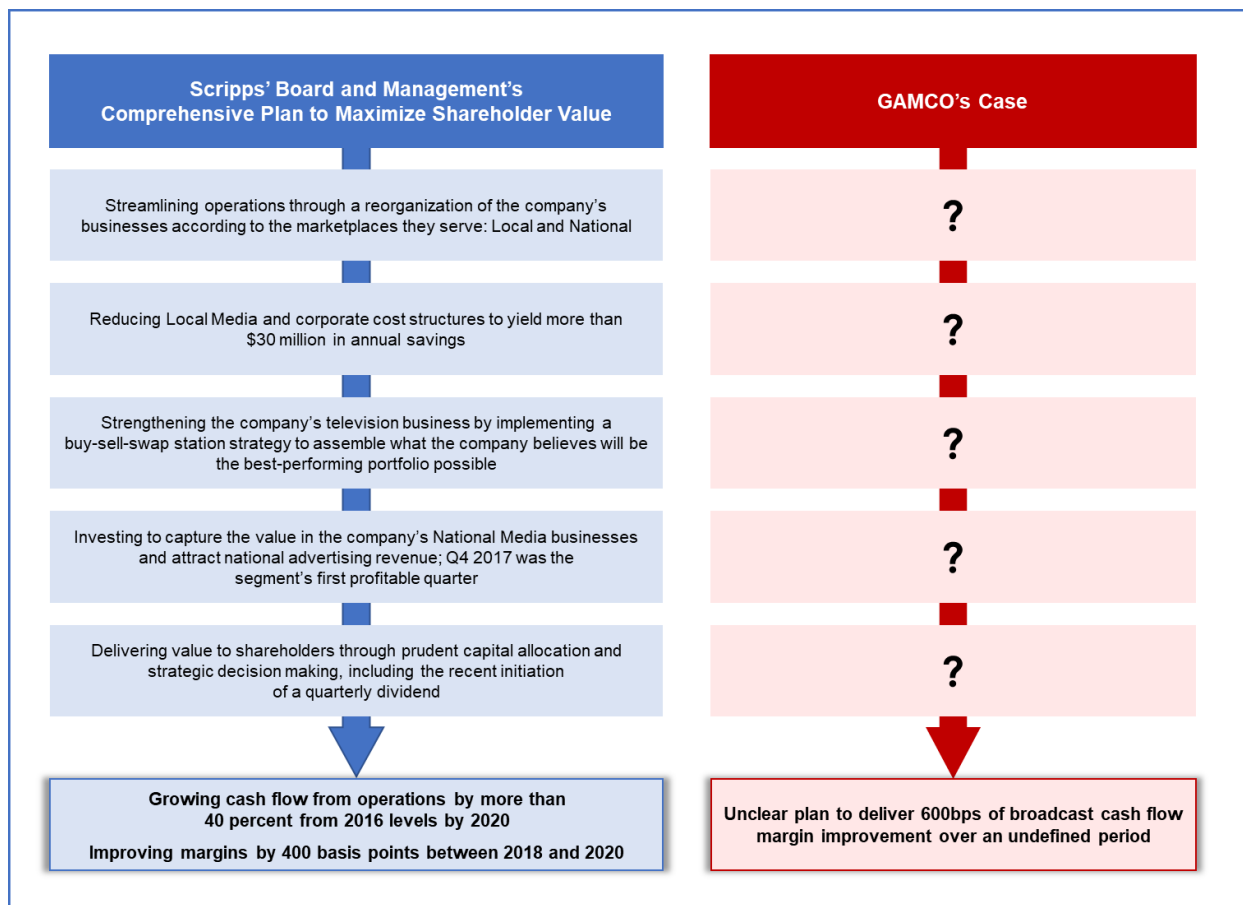 Scripps’ Board and Management’s
Comprehensive Plan to Maximize Shareholder Value
Streamlining operations through a reorganization of the company’s
businesses according to the marketplaces they serve: Local and National
Reducing Local Media and corporate cost structures to yield more than
$30 million in annual savings
Strengthening the company’s television business by implementing a
buy-sell-swap station strategy to assemble what the company believes will be
the best-performing portfolio possible
Investing to capture the value in the company’s National Media businesses
and attract national advertising revenue; Q4 2017 was the
segment’s first profitable quarter
Delivering value to shareholders through prudent capital allocation and
strategic decision making, including the recent initiation
of a quarterly dividend
Growing cash flow from operations by more than
40 percent from 2016 levels by 2020
Improving margins by 400 basis points between 2018 and 2020
GAMCO’s Case
?
?
?
?
?
Unclear plan to deliver 600bps of broadcast cash flow
margin improvement over an undefined period